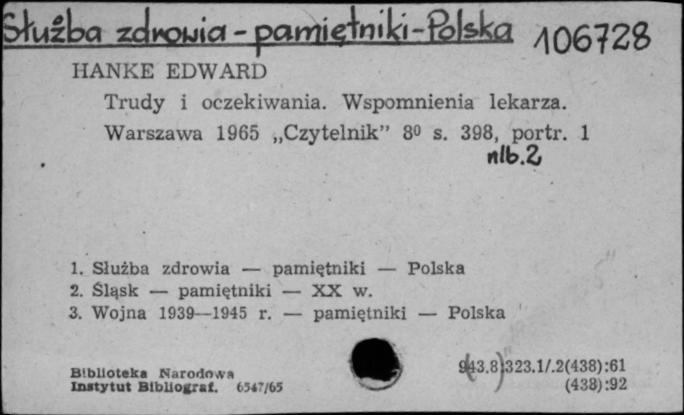 Służba zdrowia - pamiętniki - Polska 106728
HANKE EDWARD
Trudy i oczekiwania. Wspomnienia lekarza.
Warszawa 1965 „Czytelnik” 8⁰ s. 398, portr. 1
nlb. 2
1. Służba zdrowia — pamiętniki — Polska
2. Śląsk — pamiętniki — XX w.
3. Wojna 1939—1945 r. — pamiętniki — Polska
943.8)323.1/.2(438):61
Biblioteka Narodowa
(438):92
Instytut Bibliograf. 6547/65